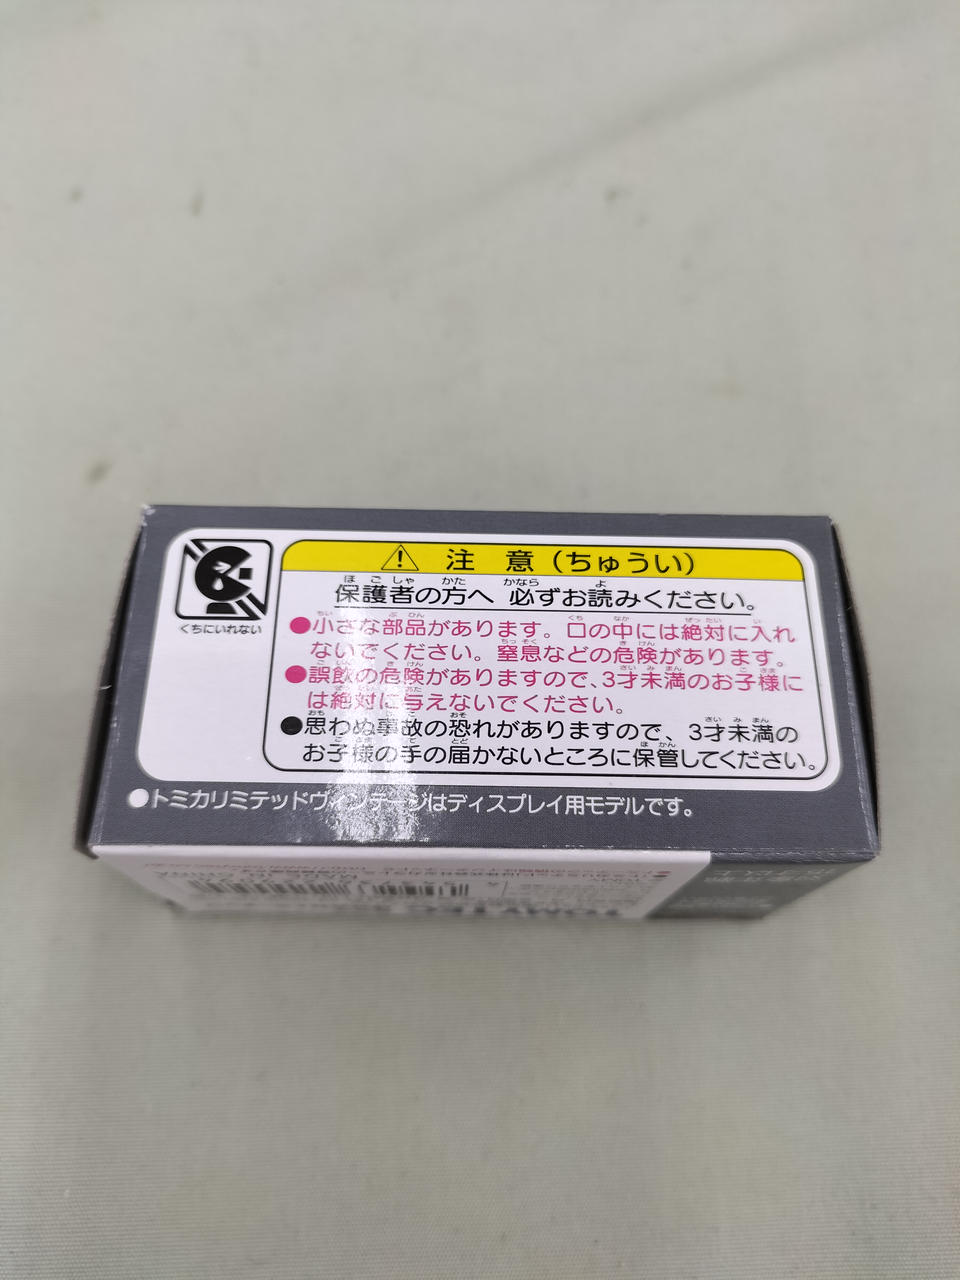 注意(ちゅうい)
保護者の方へ 必ずお読みください。
●小さな部品があります。口の中には絶対に入れ
ないでください。窒息などの危険があります。
●誤飲の危険がありますので、3才未満のお子様に
は絶対に与えないでください。
●思わぬ事故の恐れがありますので、3才未満の
お子様の手の届かないところに保管してください。
くちにいれない
●トミカリミテッドヴィンテージはディスプレイ用モデルです。